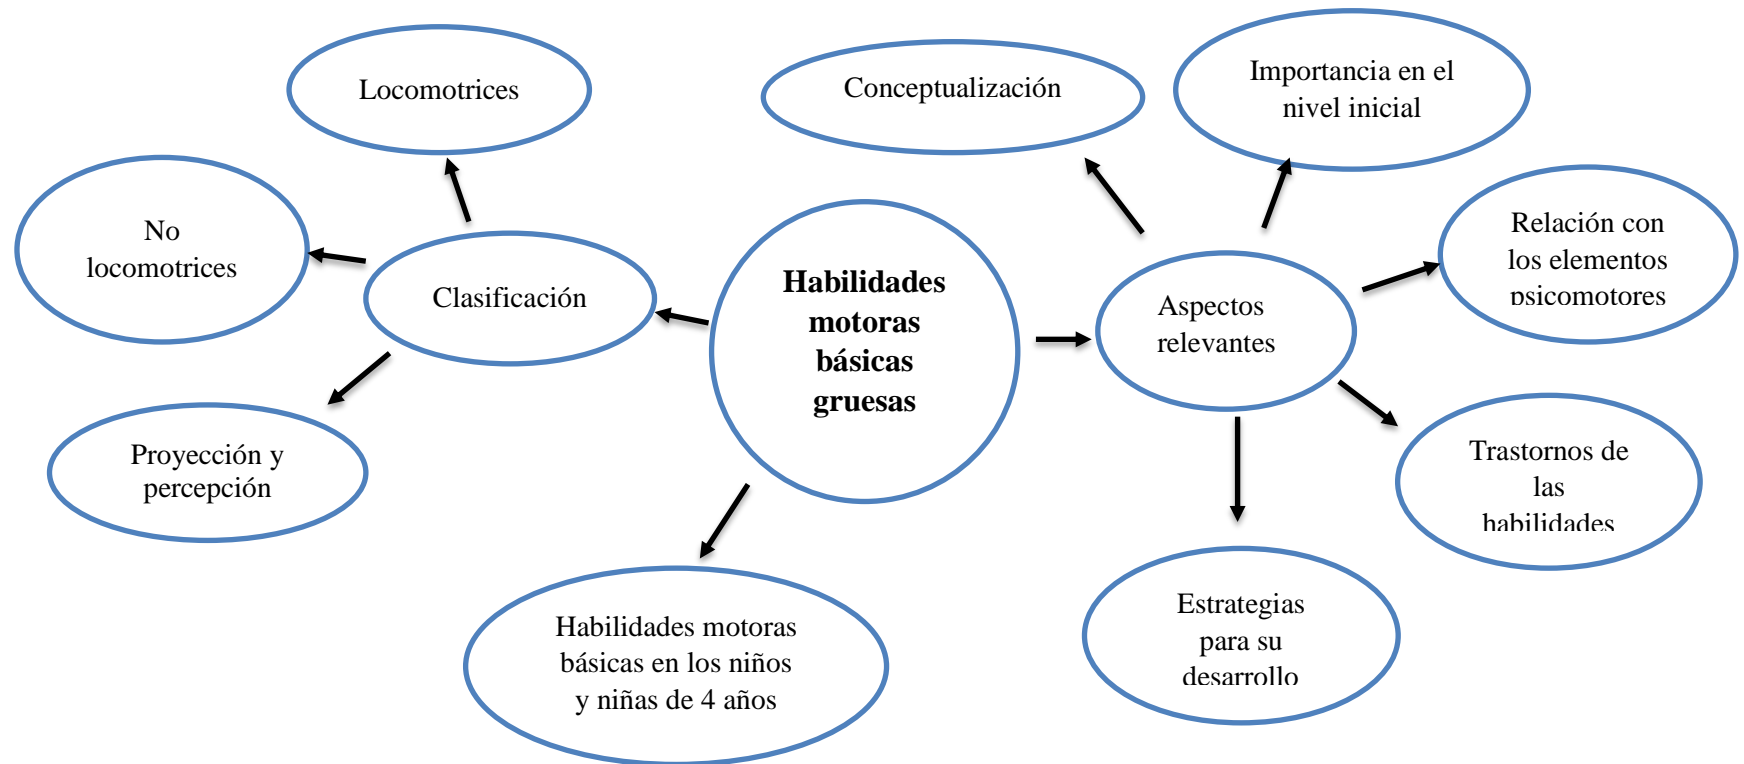 Locomotrices
Conceptualización
Importancia en el
nivel inicial
No
locomotrices
Clasificación
Habilidades
motoras
básicas
gruesas
Aspectos
relevantes
Relación con
los elementos
psicomotores
Proyección y
percepción
Trastornos de
las
habilidades
Habilidades motoras
básicas en los niños
y niñas de 4 años
Estrategias
para su
desarrollo